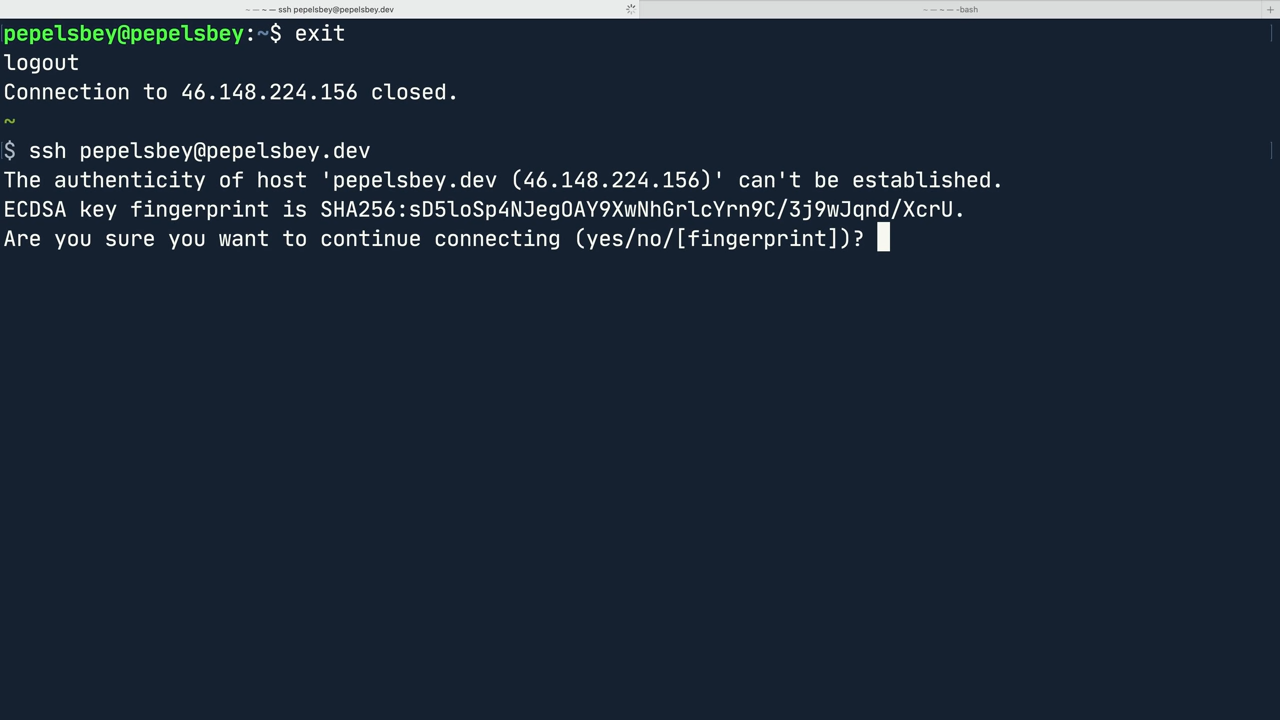 ~ — ~ — ssh pepelsbey@pepelsbey.dev
~ — ~ — -bash
+
pepelsbey@pepelsbey:~$ exit
logout
Connection to 46.148.224.156 closed.
~
$ ssh pepelsbey@pepelsbey.dev
The authenticity of host 'pepelsbey.dev (46.148.224.156)' can't be established.
ECDSA key fingerprint is SHA256:sD5loSp4NJegOAY9XwNhGrlcYrn9C/3j9wJqnd/XcrU.
Are you sure you want to continue connecting (yes/no/[fingerprint])?